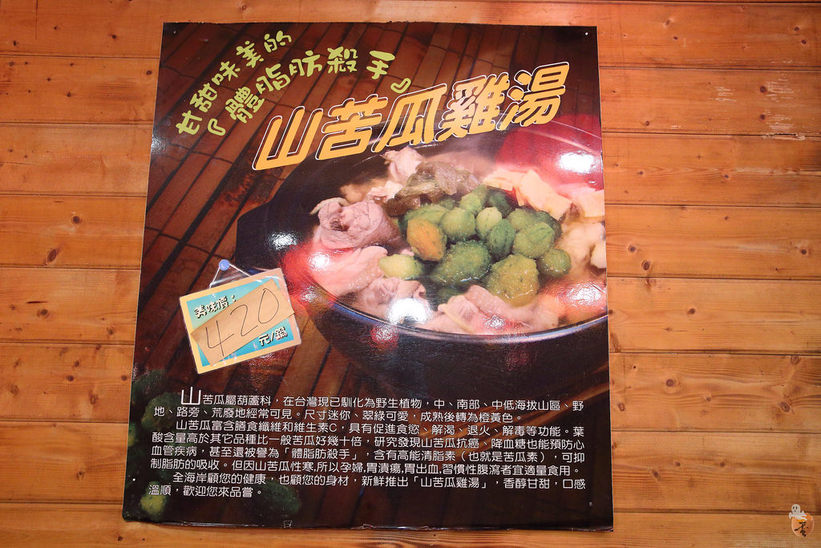 甘甜味美的
『體脂肪殺手』
山苦瓜雞湯
美味價：
420
元/鍋
山苦瓜屬葫蘆科，在台灣現已馴化為野生植物，中、南部、中低海拔山區、野
地、路旁、荒廢地經常可見。尺寸迷你、翠綠可愛，成熟後轉為橙黃色。
山苦瓜富含膳食纖維和維生素C，具有促進食慾、解渴、退火、解毒等功能。葉
酸含量高於其它品種比一般苦瓜好幾十倍，研究發現山苦瓜抗癌、降血糖也能預防心
血管疾病，甚至還被譽為「體脂肪殺手」，含有高能清脂素（也就是苦瓜素），可抑
制脂肪的吸收。但因山苦瓜性寒,所以孕婦,胃潰瘍,胃出血,習慣性腹瀉者宜適量食用。
全海岸顧您的健康，也顧您的身材，新鮮推出「山苦瓜雞湯」，香醇甘甜，口感
溫順，歡迎您來品嘗。